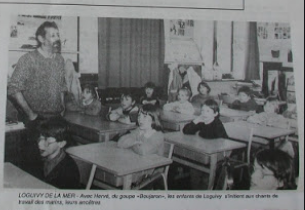 LOGUIVY DE LA MER - Avec Hervé, du groupe «Boujaron», les enfants de Loguivy s'initient aux chants de
travail des marins, leurs ancêtres